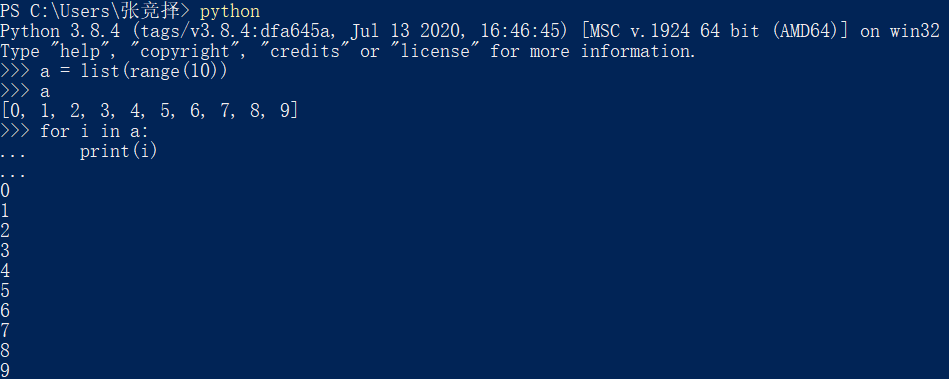 PS C:\Users\张竞择> python
Python 3.8.4 (tags/v3.8.4:dfa645a, Jul 13 2020, 16:46:45) [MSC v.1924 64 bit (AMD64)] on win32
Type "help", "copyright", "credits" or "license" for more information.
>>> a = list(range(10))
>>> a
[0, 1, 2, 3, 4, 5, 6, 7, 8, 9]
>>> for i in a:
...     print(i)
...
0
1
2
3
4
5
6
7
8
9